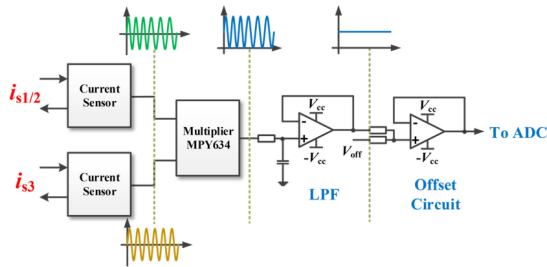 i_s1/2
Current
Sensor
i_s3
Current
Sensor
Multiplier
MPY634
-
V_cc
+
-V_cc
V_off
LPF
-
V_cc
+
-V_cc
Offset
Circuit
To ADC